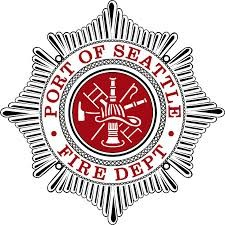 PORT OF SEATTLE
FIRE DEPT